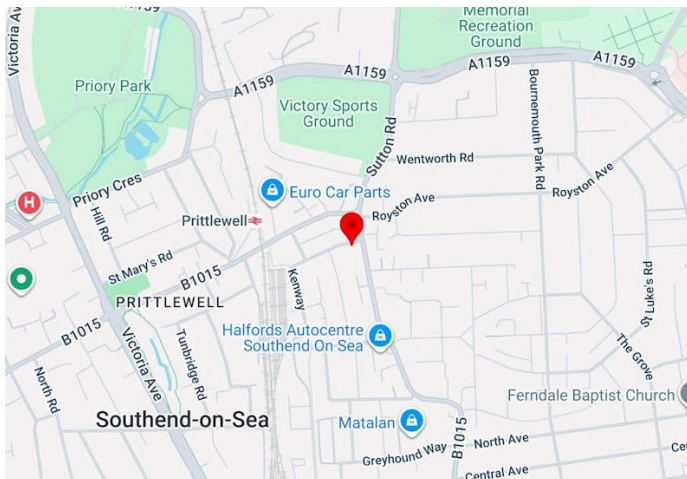 A1159
Memorial
Recreation
Ground
Victoria Ave
Priory Park
A1159
A1159
A1159
Victory Sports
Ground
Sutton Rd
Bournemouth Park Rd
Wentworth Rd
Priory Cres
Euro Car Parts
Royston Ave
Royston Ave
H
Hill Rd
Prittlewell
St Mary's Rd
B1015
Kenway
St Luke's Rd
PRITTLEWELL
B1015
Halfords Autocentre
Southend On Sea
Victoria Ave
Tunbridge Rd
The Grove
North Rd
Ferndale Baptist Church
Southend-on-Sea
Matalan
B1015
North Ave
Greyhound Way
Central Ave